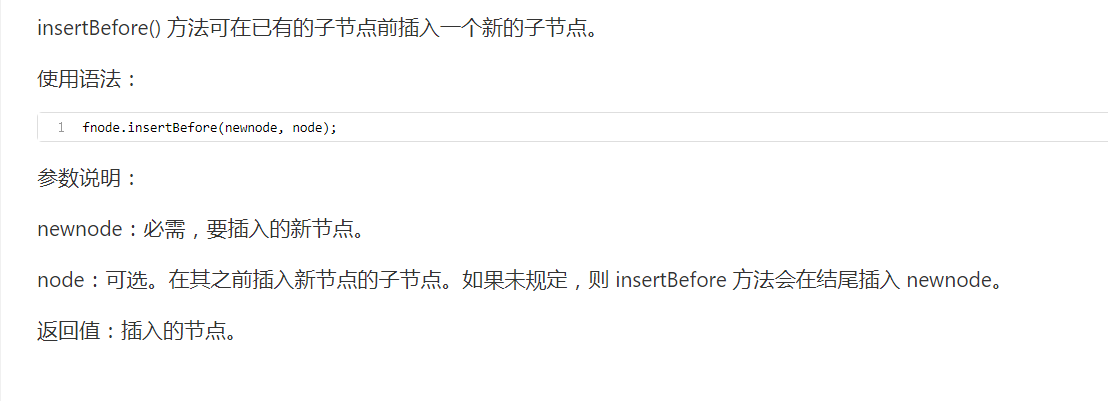 insertBefore() 方法可在已有的子节点前插入一个新的子节点。
使用语法：
1 fnode.insertBefore(newnode, node);
参数说明：
newnode：必需，要插入的新节点。
node：可选。在其之前插入新节点的子节点。如果未规定，则 insertBefore 方法会在结尾插入 newnode。
返回值：插入的节点。